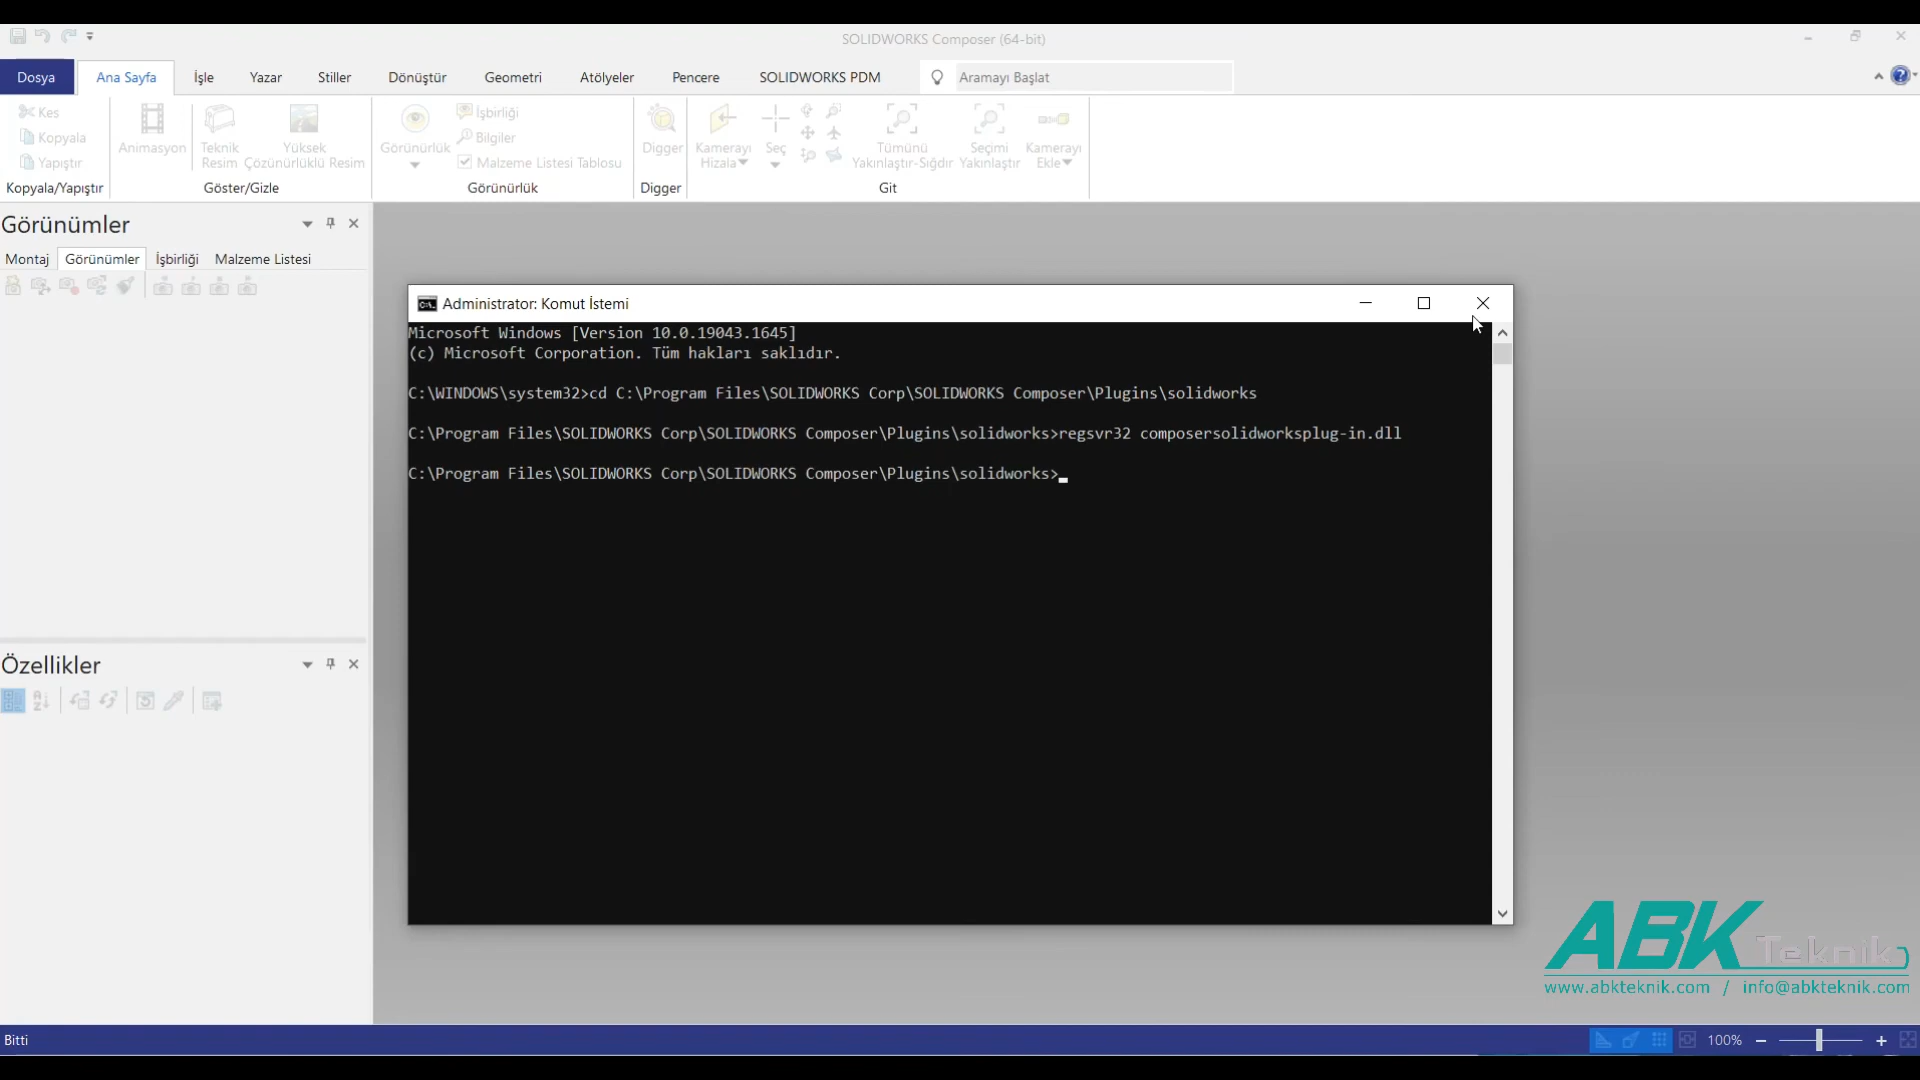 SOLIDWORKS Composer (64-bit)
Dosya
Ana Sayfa
İşle
Yazar
Stiller
Dönüştür
Geometri
Atölyeler
Pencere
SOLIDWORKS PDM
Aramayı Başlat
Kes
Kopyala
Yapıştır
Kopyala/Yapıştır
Animasyon
Teknik
Resim
Yüksek
Çözünürlüklü Resim
Göster/Gizle
Görünürlük
İşbirliği
Bilgiler
Malzeme Listesi Tablosu
Görünürlük
Digger
Digger
Kamerayı
Hizala
Seç
Tümünü
Yakınlaştır-Sığdır
Seçimi
Yakınlaştır
Kamerayı
Ekle
Git
Görünümler
Montaj
Görünümler
İşbirliği
Malzeme Listesi
Administrator: Komut İstemi
Microsoft Windows [Version 10.0.19043.1645]
(c) Microsoft Corporation. Tüm hakları saklıdır.
C:\WINDOWS\system32>cd C:\Program Files\SOLIDWORKS Corp\SOLIDWORKS Composer\Plugins\solidworks
C:\Program Files\SOLIDWORKS Corp\SOLIDWORKS Composer\Plugins\solidworks>regsvr32 composersolidworksplug-in.dll
C:\Program Files\SOLIDWORKS Corp\SOLIDWORKS Composer\Plugins\solidworks>
Özellikler
ABK Teknik
www.abkteknik.com / info@abkteknik.com
Bitti
100%